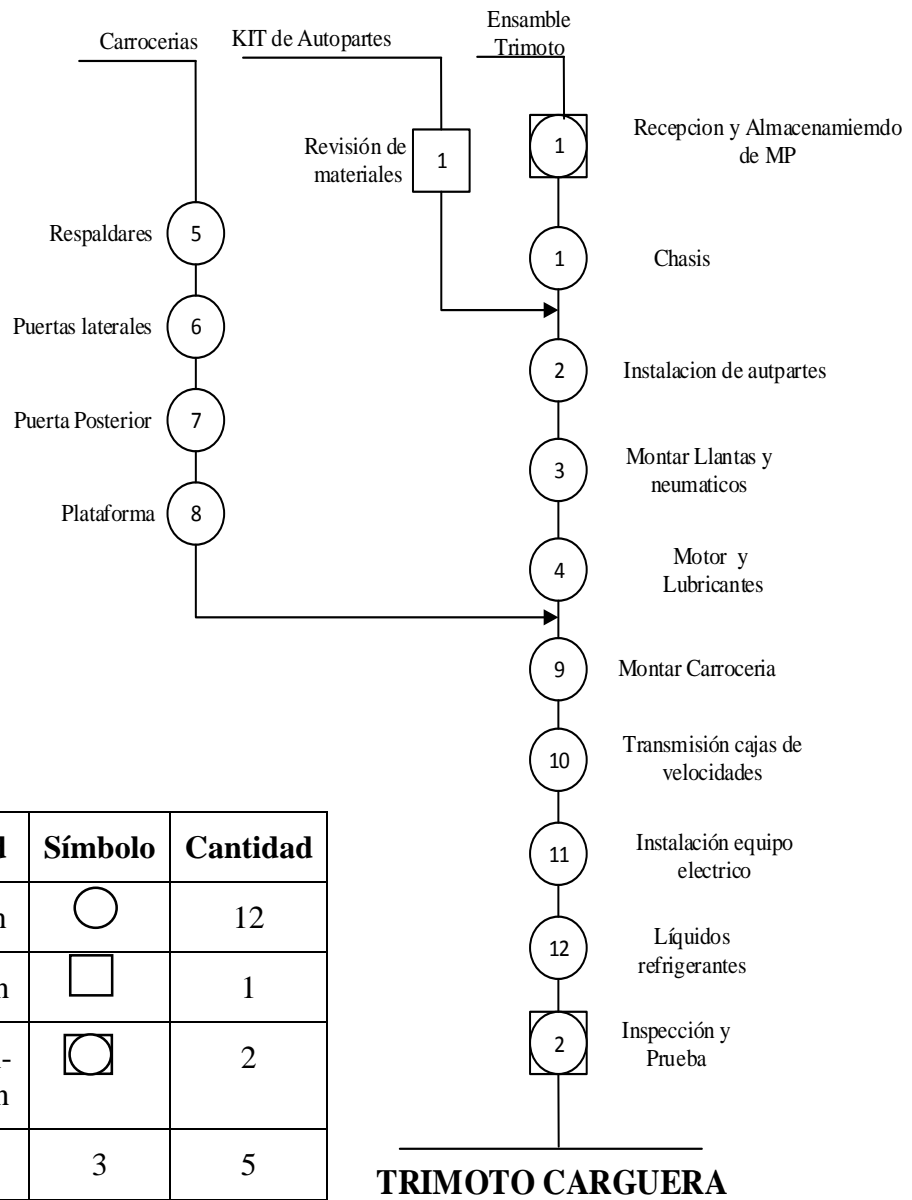 Carrocerias
KIT de Autopartes
Ensamble
Trimoto
Revisión de
materiales
1
1
Recepcion y Almacenamiemdo
de MP
Respaldares
5
1
Chasis
Puertas laterales
6
2
Instalacion de autpartes
Puerta Posterior
7
3
Montar Llantas y
neumaticos
Plataforma
8
4
Motor y
Lubricantes
9
Montar Carroceria
10
Transmisión cajas de
velocidades
11
Instalación equipo
electrico
12
Líquidos
refrigerantes
2
Inspección y
Prueba
TRIMOTO CARGUERA
d Símbolo Cantidad
n 12
n 1
- 2
n
3 5